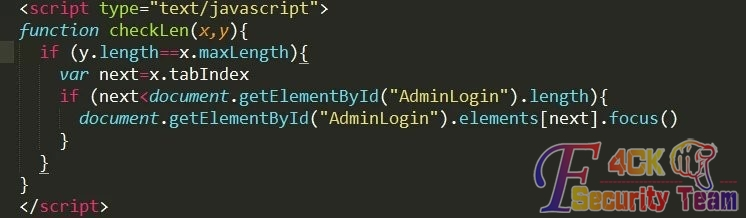 <script type="text/javascript">
function checkLen(x,y){
  if (y.length==x.maxLength){
    var next=x.tabIndex
    if (next<document.getElementById("AdminLogin").length){
      document.getElementById("AdminLogin").elements[next].focus()
    }
  }
}
</script>
F4CK
Security Team